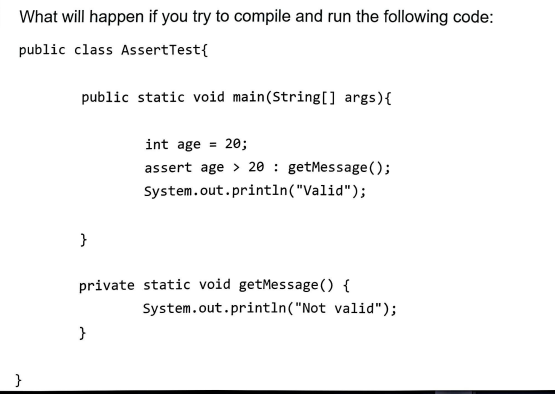 What will happen if you try to compile and run the following code:
public class AssertTest{
public static void main(String[] args){
int age = 20;
assert age > 20 : getMessage();
System.out.println("Valid");
}
private static void getMessage() {
System.out.println("Not valid");
}
}